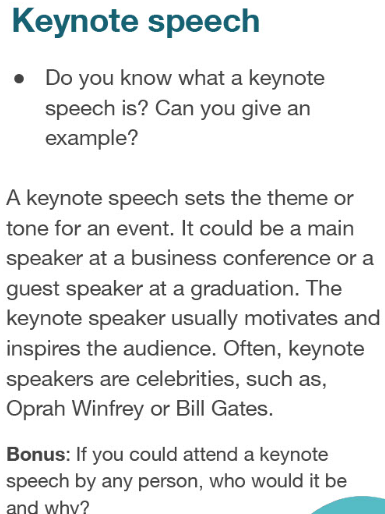 Keynote speech
● Do you know what a keynote
speech is? Can you give an
example?
A keynote speech sets the theme or
tone for an event. It could be a main
speaker at a business conference or a
guest speaker at a graduation. The
keynote speaker usually motivates and
inspires the audience. Often, keynote
speakers are celebrities, such as,
Oprah Winfrey or Bill Gates.
Bonus: If you could attend a keynote
speech by any person, who would it be
and why?